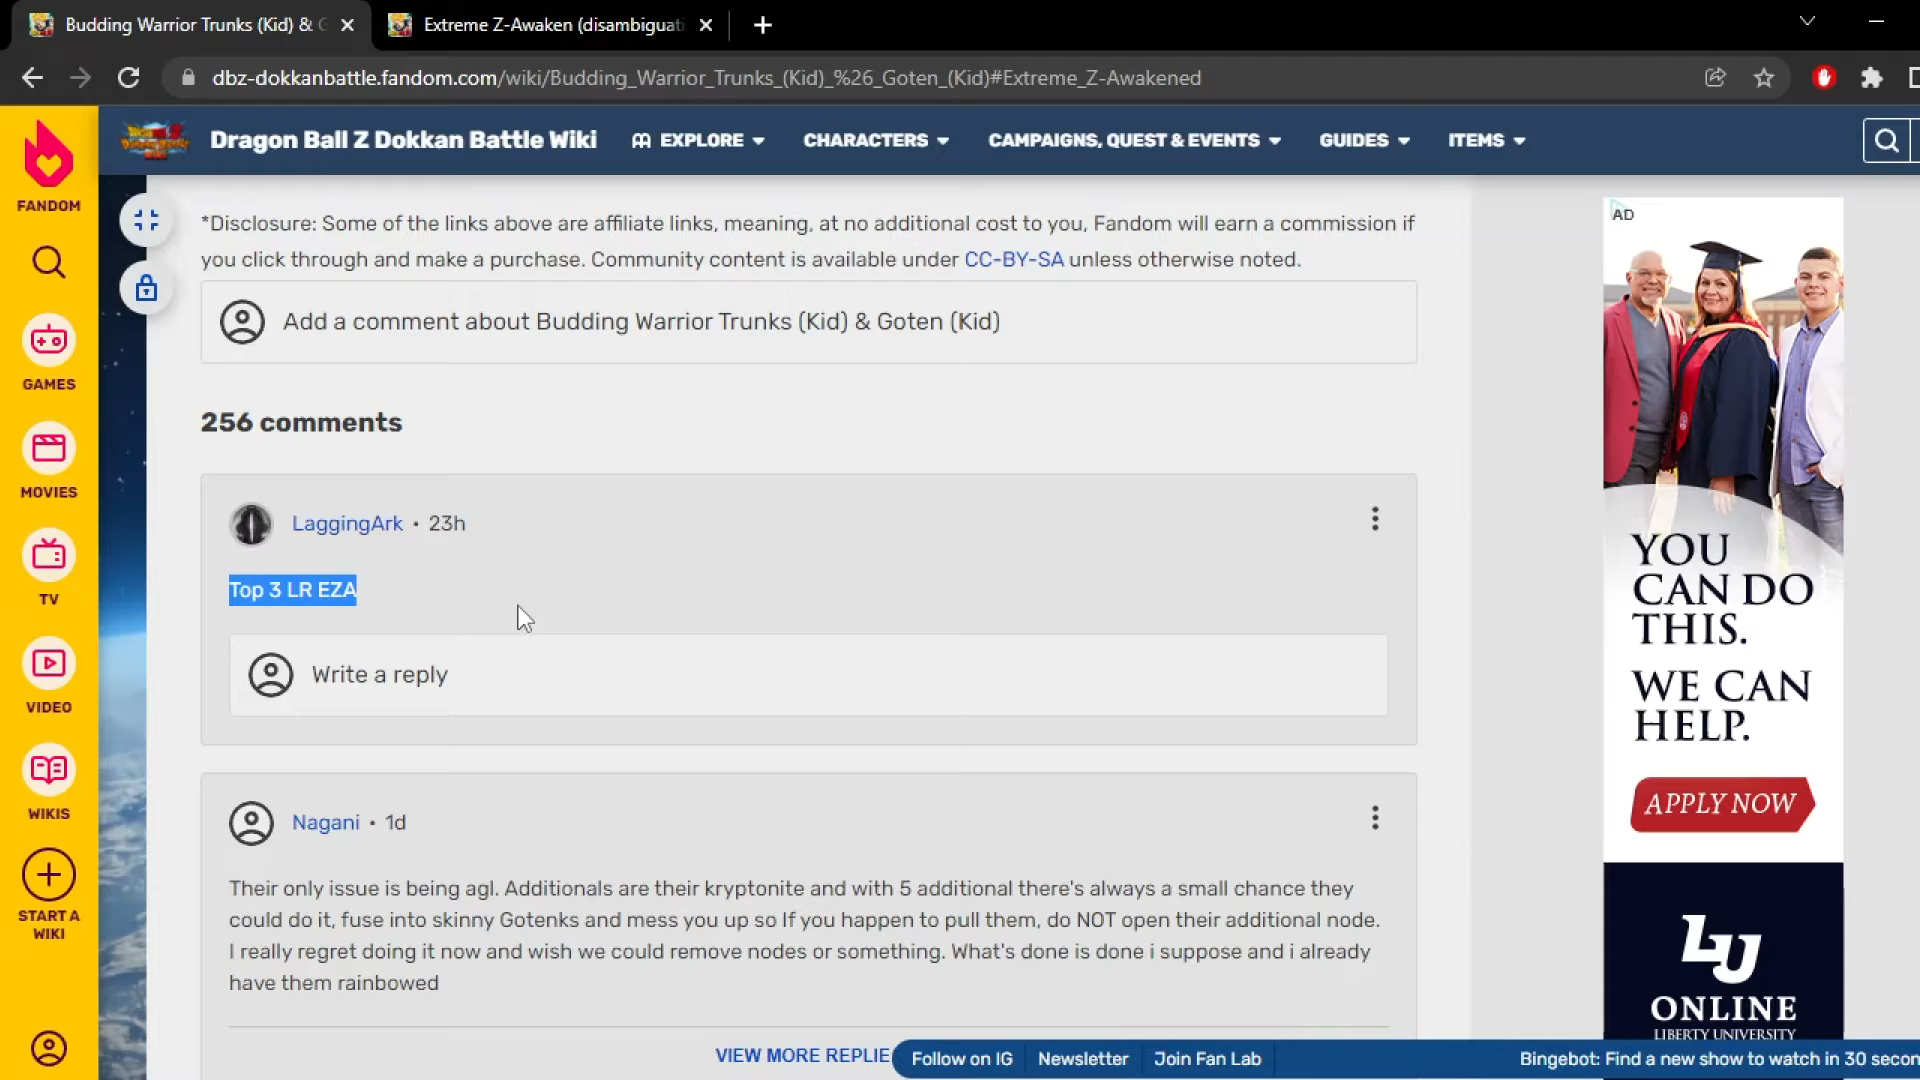 Budding Warrior Trunks (Kid) & G
Extreme Z-Awaken (disambiguati
dbz-dokkanbattle.fandom.com/wiki/Budding_Warrior_Trunks_(Kid)_%26_Goten_(Kid)#Extreme_Z-Awakened
Dragon Ball Z Dokkan Battle Wiki
EXPLORE
CHARACTERS
CAMPAIGNS, QUEST & EVENTS
GUIDES
ITEMS
FANDOM
GAMES
MOVIES
TV
VIDEO
WIKIS
START A
WIKI
*Disclosure: Some of the links above are affiliate links, meaning, at no additional cost to you, Fandom will earn a commission if
you click through and make a purchase. Community content is available under CC-BY-SA unless otherwise noted.
Add a comment about Budding Warrior Trunks (Kid) & Goten (Kid)
256 comments
LaggingArk • 23h
Top 3 LR EZA
Write a reply
Nagani • 1d
Their only issue is being agl. Additionals are their kryptonite and with 5 additional there's always a small chance they
could do it, fuse into skinny Gotenks and mess you up so If you happen to pull them, do NOT open their additional node.
I really regret doing it now and wish we could remove nodes or something. What's done is done i suppose and i already
have them rainbowed
VIEW MORE REPLIE
Follow on IG
Newsletter
Join Fan Lab
Bingebot: Find a new show to watch in 30 secon
AD
YOU
CAN DO
THIS.
WE CAN
HELP.
APPLY NOW
LU
ONLINE
LIBERTY UNIVERSITY